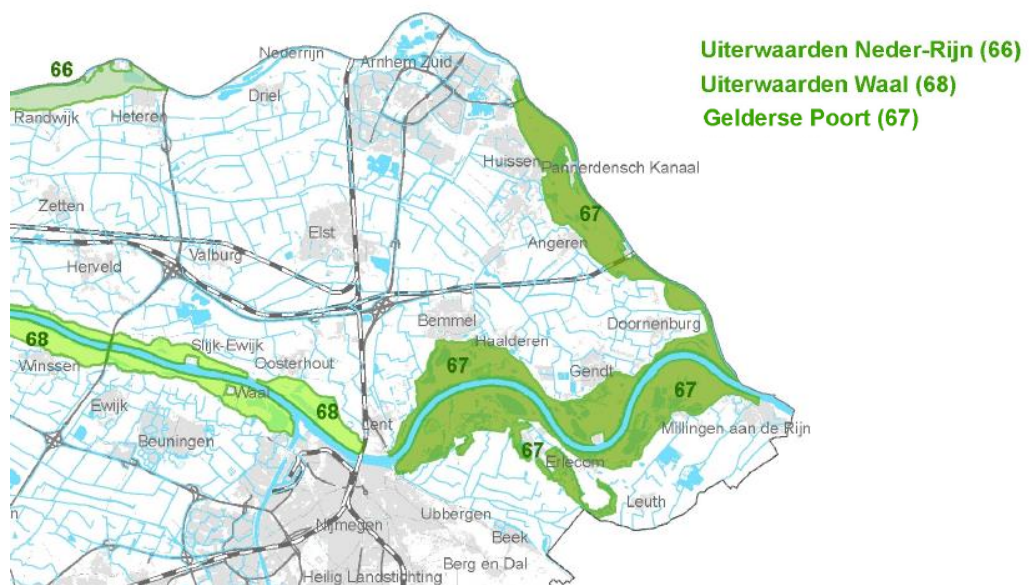 Uiterwaarden Neder-Rijn (66)
Uiterwaarden Waal (68)
Gelderse Poort (67)
Nederrijn
Arnhem Zuid
66
Driel
Randwijk
Heteren
Huissen
Pannerdensch Kanaal
Zetten
67
Elst
Angeren
Valburg
Herveld
Bemmel
Doornenburg
68
Slijk-Ewijk
Haalderen
Oosterhout
67
Winssen
Gendt
Waal
67
Ewijk
68
Lent
Millingen aan de Rijn
Beuningen
67
Erlecom
Leuth
Ubbergen
Nijmegen
Beek
Berg en Dal
Heilig Landstichting